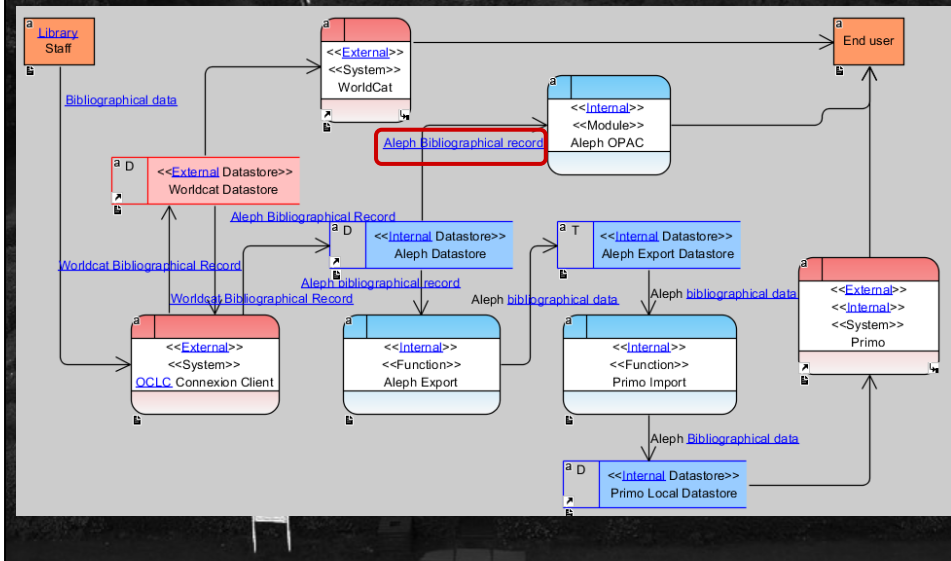 a
Library
Staff
a
<<External>>
<<System>>
WorldCat
a
End user
Bibliographical data
a
<<Internal>>
<<Module>>
Aleph OPAC
Aleph Bibliographical record
a D
<<External Datastore>>
Worldcat Datastore
Aleph Bibliographical Record
a D
<<Internal Datastore>>
Aleph Datastore
a T
<<Internal Datastore>>
Aleph Export Datastore
Worldcat Bibliographical Record
Aleph bibliographical record
Worldcat Bibliographical Record
Aleph bibliographical data
Aleph bibliographical data
a
<<External>>
<<Internal>>
<<System>>
Primo
a
<<External>>
<<System>>
OCLC Connexion Client
a
<<Internal>>
<<Function>>
Aleph Export
a
<<Internal>>
<<Function>>
Primo Import
Aleph Bibliographical data
a D
<<Internal Datastore>>
Primo Local Datastore